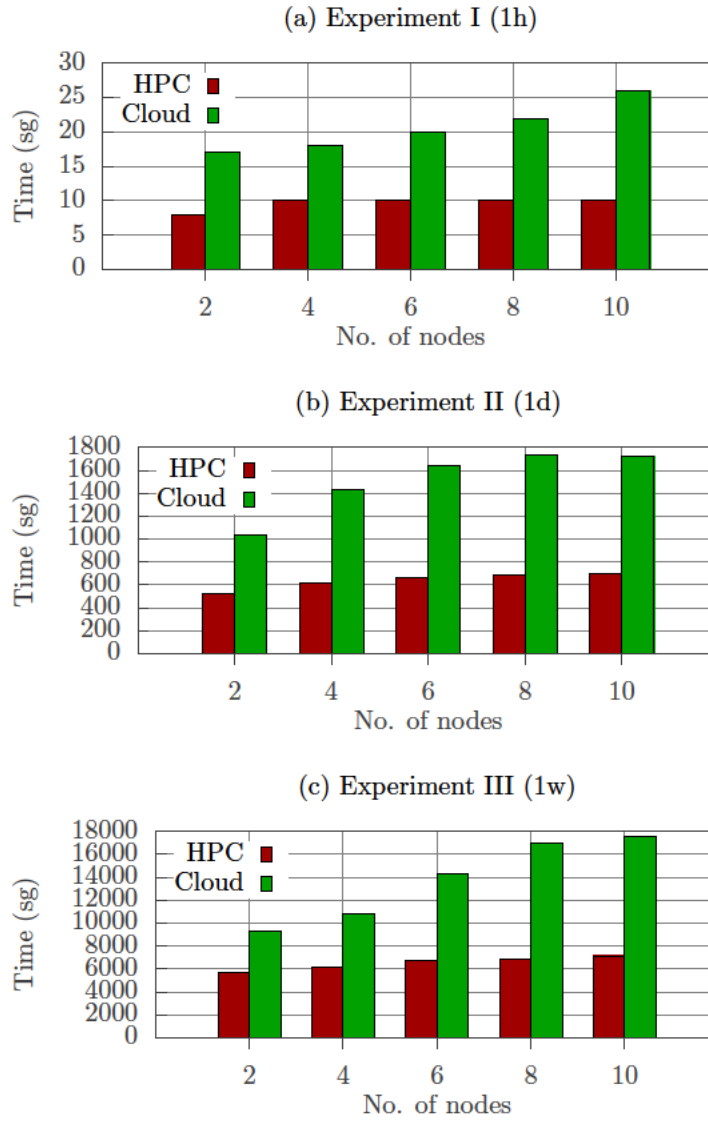 (a) Experiment I (1h)
30
25
20
15
10
5
0
Time (sg)
HPC
Cloud
2 4 6 8 10
No. of nodes
(b) Experiment II (1d)
1800
1600
1400
1200
1000
800
600
400
200
0
Time (sg)
HPC
Cloud
2 4 6 8 10
No. of nodes
(c) Experiment III (1w)
18000
16000
14000
12000
10000
8000
6000
4000
2000
0
Time (sg)
HPC
Cloud
2 4 6 8 10
No. of nodes